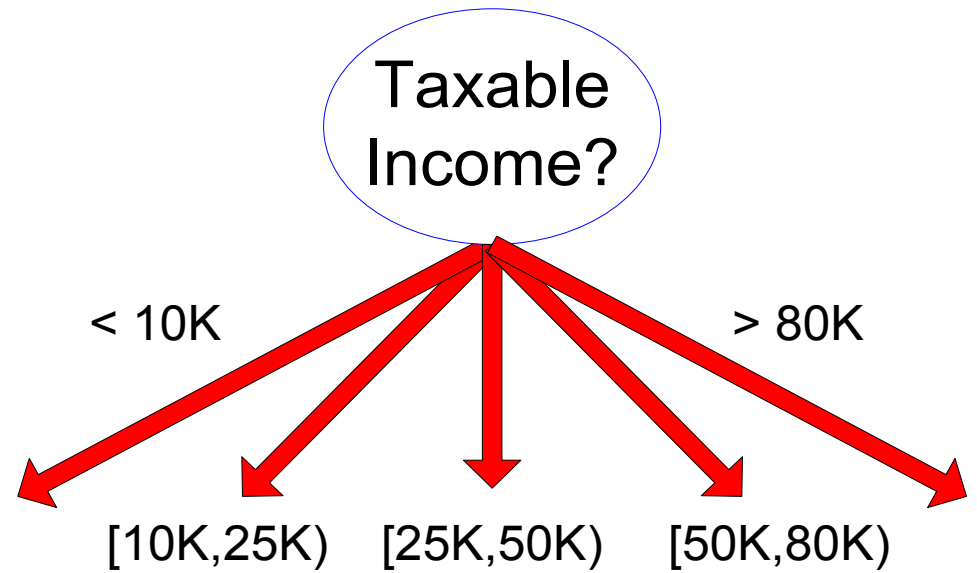 Taxable
Income?
< 10K
> 80K
[10K,25K)
[25K,50K)
[50K,80K)